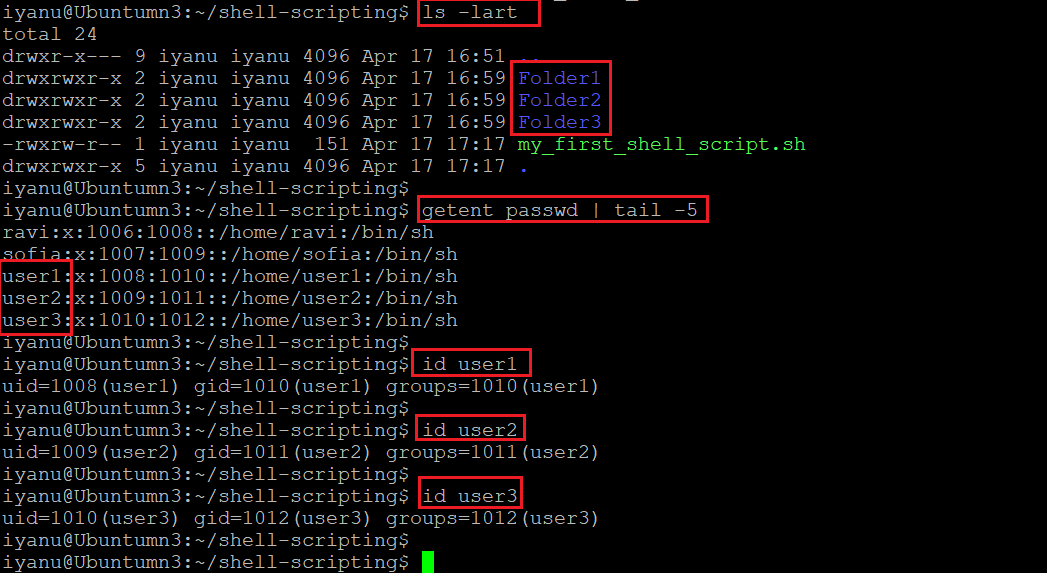 iyanu@Ubuntumn3:~/shell-scripting$ ls -lart
total 24
drwxr-x--- 9 iyanu iyanu 4096 Apr 17 16:51 ..
drwxrwxr-x 2 iyanu iyanu 4096 Apr 17 16:59 Folder1
drwxrwxr-x 2 iyanu iyanu 4096 Apr 17 16:59 Folder2
drwxrwxr-x 2 iyanu iyanu 4096 Apr 17 16:59 Folder3
-rwxrw-r-- 1 iyanu iyanu  151 Apr 17 17:17 my_first_shell_script.sh
drwxrwxr-x 5 iyanu iyanu 4096 Apr 17 17:17 .
iyanu@Ubuntumn3:~/shell-scripting$
iyanu@Ubuntumn3:~/shell-scripting$ getent passwd | tail -5
ravi:x:1006:1008::/home/ravi:/bin/sh
sofia:x:1007:1009::/home/sofia:/bin/sh
user1:x:1008:1010::/home/user1:/bin/sh
user2:x:1009:1011::/home/user2:/bin/sh
user3:x:1010:1012::/home/user3:/bin/sh
iyanu@Ubuntumn3:~/shell-scripting$
iyanu@Ubuntumn3:~/shell-scripting$ id user1
uid=1008(user1) gid=1010(user1) groups=1010(user1)
iyanu@Ubuntumn3:~/shell-scripting$
iyanu@Ubuntumn3:~/shell-scripting$ id user2
uid=1009(user2) gid=1011(user2) groups=1011(user2)
iyanu@Ubuntumn3:~/shell-scripting$
iyanu@Ubuntumn3:~/shell-scripting$ id user3
uid=1010(user3) gid=1012(user3) groups=1012(user3)
iyanu@Ubuntumn3:~/shell-scripting$
iyanu@Ubuntumn3:~/shell-scripting$